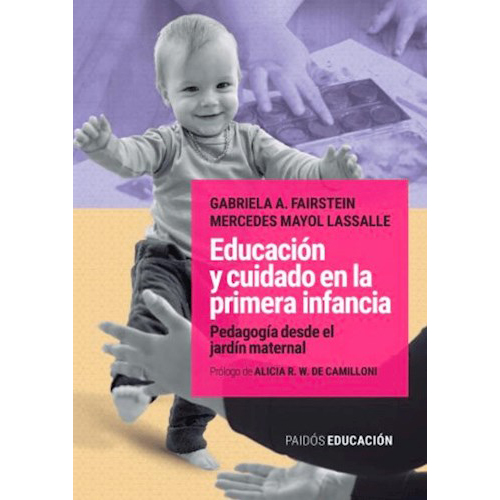 GABRIELA A. FAIRSTEIN
MERCEDES MAYOL LASSALLE
Educación
y cuidado en la
primera infancia
Pedagogía desde el
jardín maternal
Prólogo de ALICIA R. W. DE CAMILLONI
PAIDÓS EDUCACIÓN